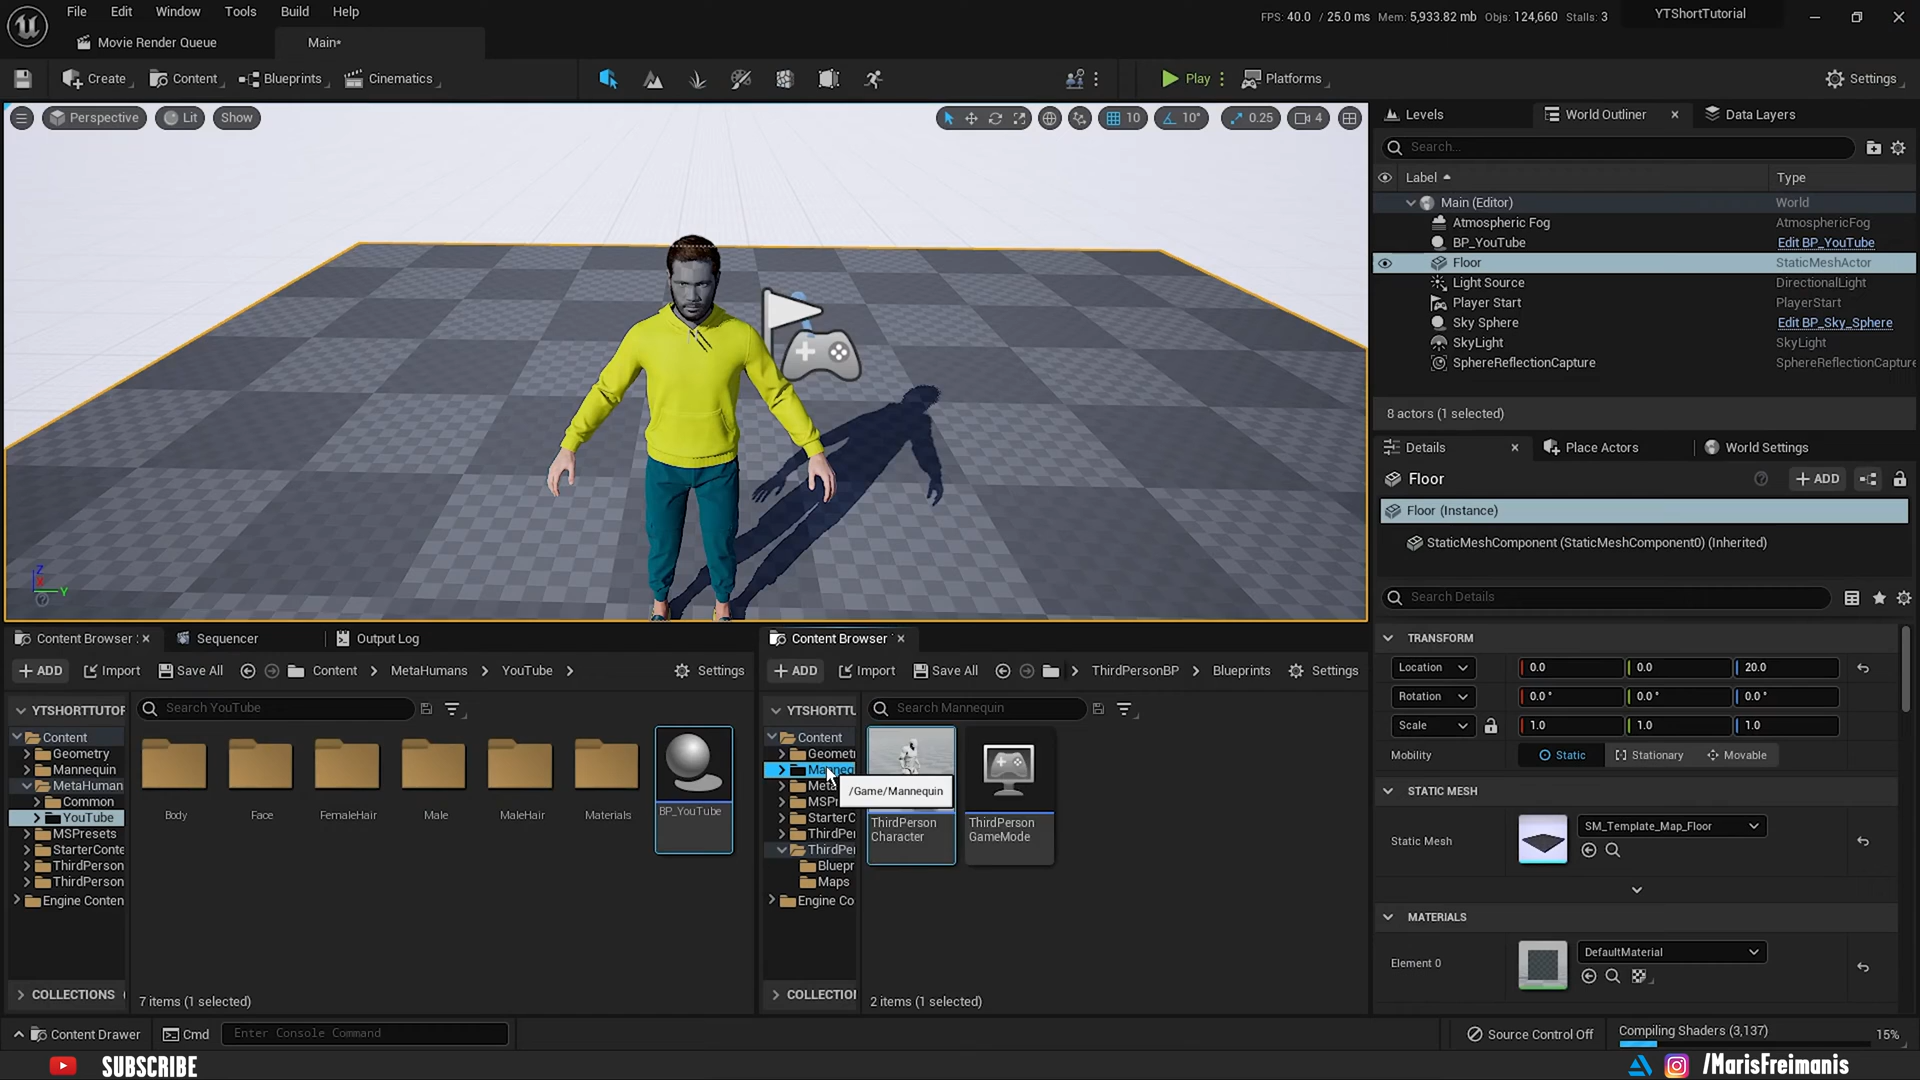 File Edit Window Tools Build Help
FPS: 40.0 / 25.0 ms Mem: 5,933.82 mb Objs: 124,660 Stalls: 3 YTShortTutorial
Movie Render Queue Main*
Create Content Blueprints Cinematics Play Platforms Settings
Perspective Lit Show 10 10° 0.25 4
Levels World Outliner Data Layers
Search...
Label Type
Main (Editor) World
Atmospheric Fog AtmosphericFog
BP_YouTube Edit BP_YouTube
Floor StaticMeshActor
Light Source DirectionalLight
Player Start PlayerStart
Sky Sphere Edit BP_Sky_Sphere
SkyLight SkyLight
SphereReflectionCapture SphereReflectionCapture
8 actors (1 selected)
Details Place Actors World Settings
Floor ADD
Floor (Instance)
StaticMeshComponent (StaticMeshComponent0) (Inherited)
Search Details
TRANSFORM
Location 0.0 0.0 20.0
Rotation 0.0° 0.0° 0.0°
Scale 1.0 1.0 1.0
Mobility Static Stationary Movable
STATIC MESH
Static Mesh SM_Template_Map_Floor
MATERIALS
Element 0 DefaultMaterial
Z
X
Y
Content Browser Sequencer Output Log
ADD Import Save All Content MetaHumans YouTube Settings
YTSHORTTUTOR Search YouTube
Content
Geometry
Mannequin
MetaHuman
Common
YouTube
MSPresets
StarterConte
ThirdPerson
ThirdPerson
Engine Conten
Body Face FemaleHair Male MaleHair Materials BP_YouTube
COLLECTIONS 7 items (1 selected)
Content Browser
ADD Import Save All ThirdPersonBP Blueprints Settings
YTSHORTTU Search Mannequin
Content
Geometr
Manneq
Meta
MSPr
StarterC
ThirdPer
ThirdPer
Bluepr
Maps
Engine Co
/Game/Mannequin
ThirdPerson
Character
ThirdPerson
GameMode
COLLECTION 2 items (1 selected)
Content Drawer Cmd Enter Console Command Source Control Off Compiling Shaders (3,137) 15%
SUBSCRIBE /MarisFreimanis